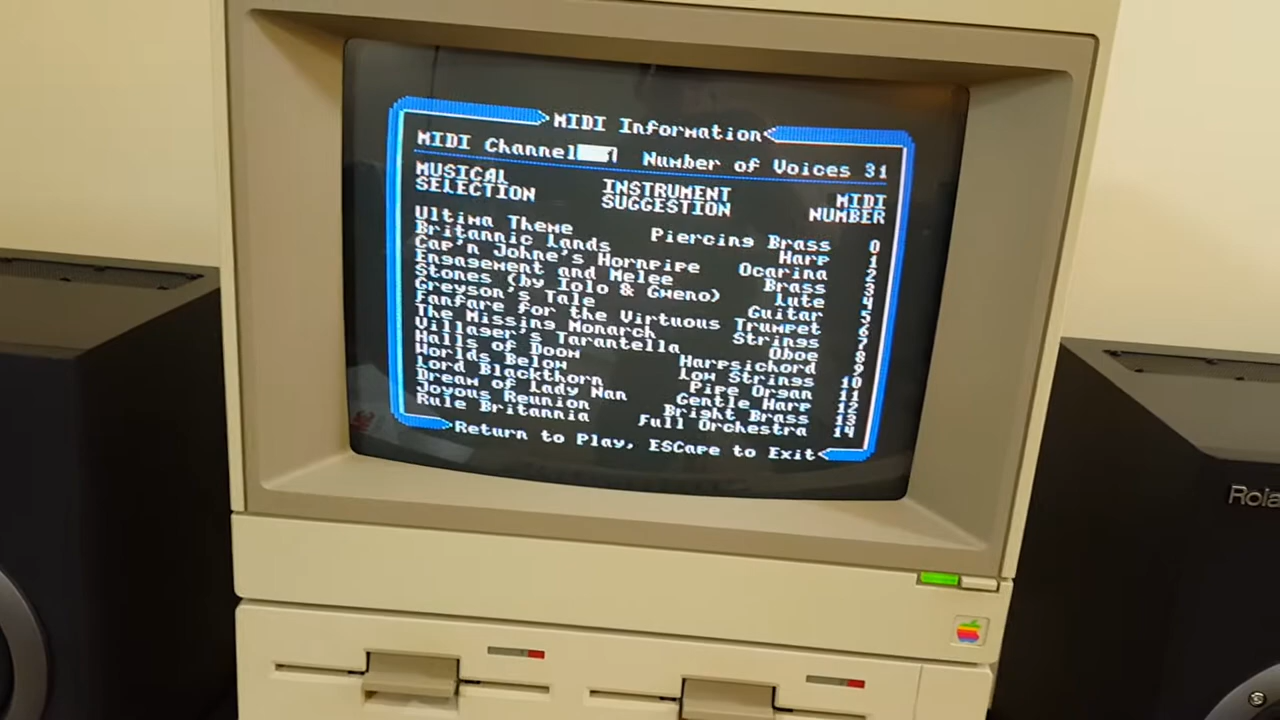 MIDI Information
MIDI Channel 1 Number of Voices 31
MUSICAL SELECTION INSTRUMENT SUGGESTION MIDI NUMBER
Ultima Theme Piercing Brass 0
Britannic Lands Harp 1
Cap'n Johne's Hornpipe Ocarina 2
Engagement and Melee Brass 3
Stones (by Iolo & Gweno) Lute 4
Greyson's Tale Guitar 5
Fanfare for the Virtuous Trumpet 6
The Missing Monarch Strings 7
Villager's Tarantella Oboe 8
Halls of Doom Harpsichord 9
Worlds Below Low Strings 10
Lord Blackthorn Pipe Organ 11
Dream of Lady Nan Gentle Harp 12
Joyous Reunion Bright Brass 13
Rule Britannia Full Orchestra 14
Return to Play, ESCape to Exit